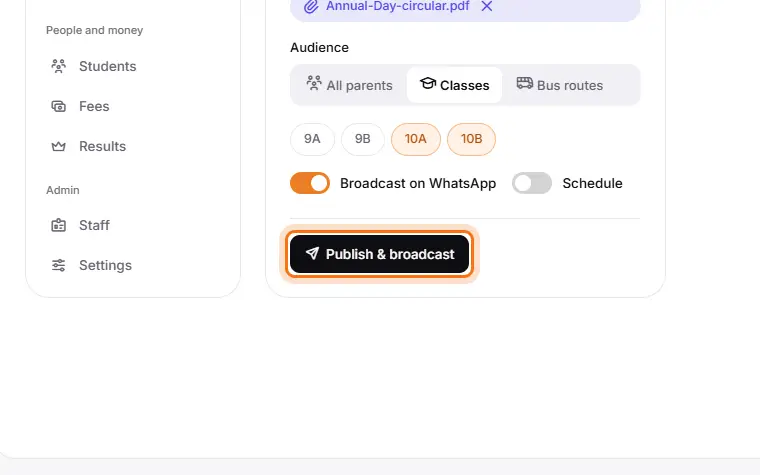 People and money
Students
Fees
Results
Admin
Staff
Settings
Annual-Day-circular.pdf
Audience
All parents Classes Bus routes
9A 9B 10A 10B
Broadcast on WhatsApp Schedule
Publish & broadcast